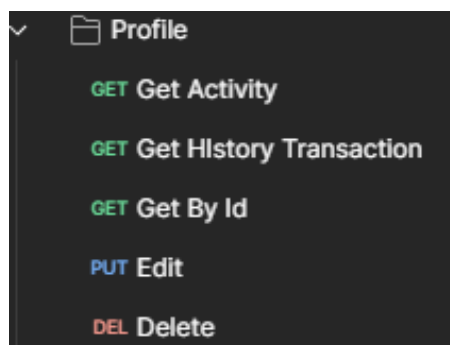 Profile
GET Get Activity
GET Get HIstory Transaction
GET Get By Id
PUT Edit
DEL Delete